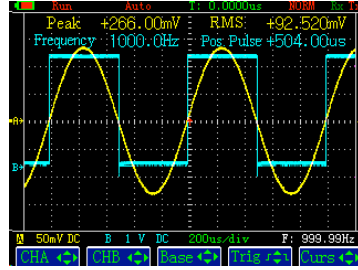 Run Auto T: 0.0000us NORM Rx T
Peak +266.00mV RMS +92.520mV
Frequency 1000.0Hz Pos Pulse +504.00us
A
B
A 50mV DC B 1 V DC 200us/div F: 999.99Hz
CHA CHB Base Trig Curs